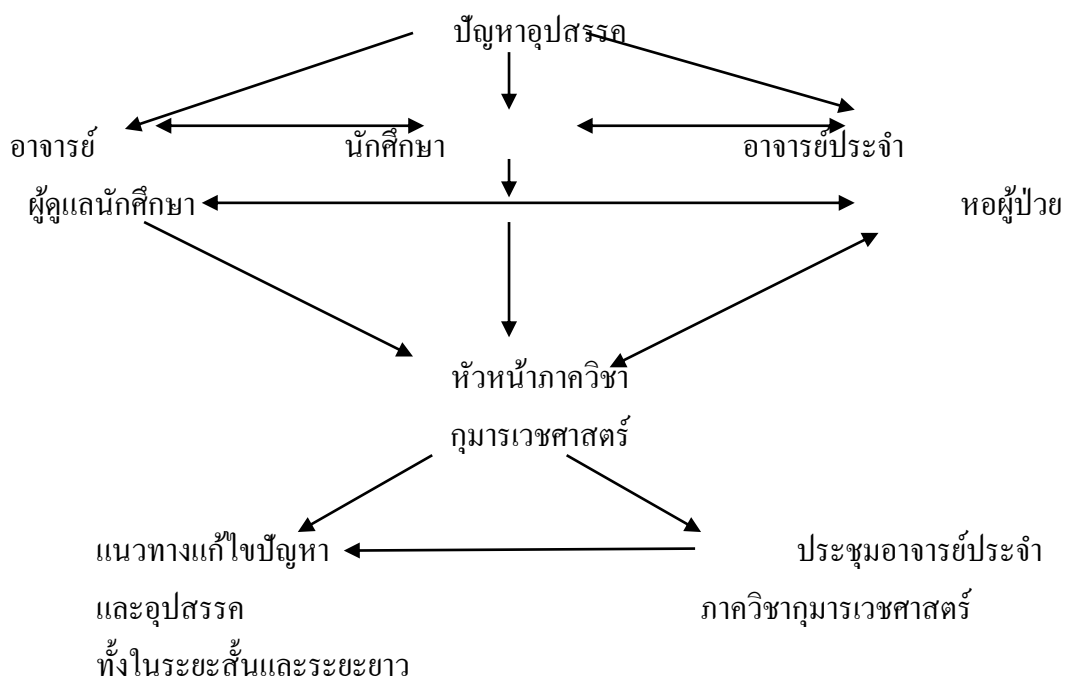 ปัญหาอุปสรรค
อาจารย์ นักศึกษา อาจารย์ประจำ
ผู้ดูแลนักศึกษา หอผู้ป่วย
หัวหน้าภาควิชา
กุมารเวชศาสตร์
แนวทางแก้ไขปัญหา ประชุมอาจารย์ประจำ
และอุปสรรค ภาควิชากุมารเวชศาสตร์
ทั้งในระยะสั้นและระยะยาว